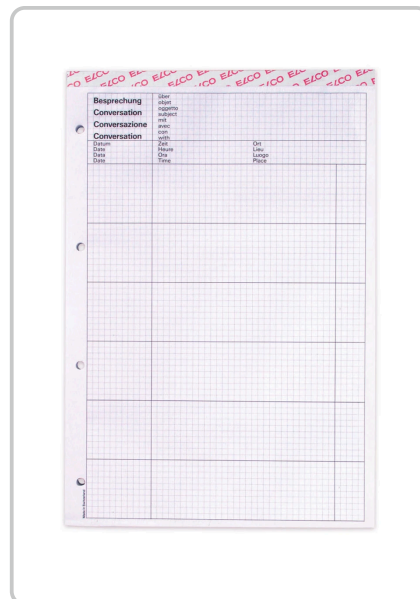 ELCO ELCO ELCO ELCO ELCO ELCO
über
Besprechung objet
oggetto
Conversation subject
mit
Conversazione avec
con
Conversation with
Datum Zeit Ort
Date Heure Lieu
Data Ora Luogo
Date Time Place